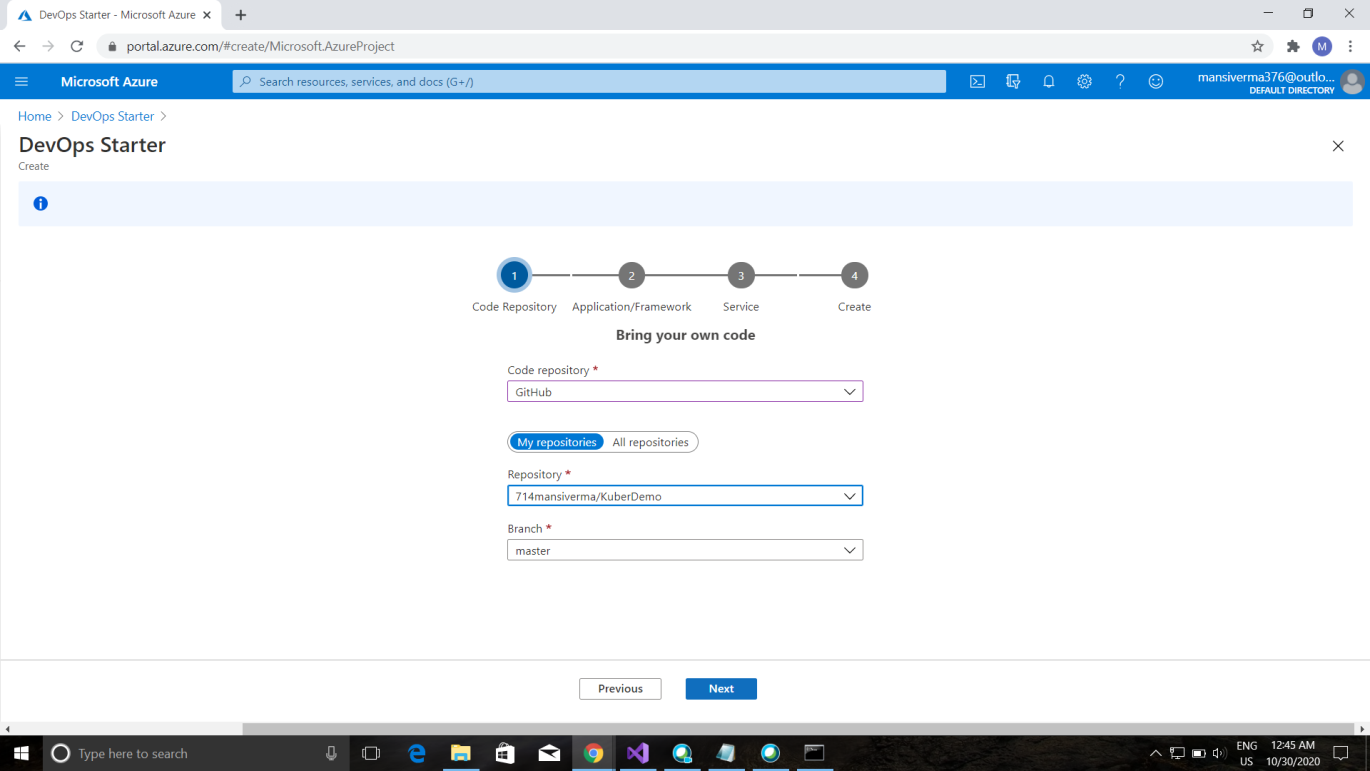 DevOps Starter - Microsoft Azure
portal.azure.com/#create/Microsoft.AzureProject
M
Microsoft Azure
Search resources, services, and docs (G+/)
mansiverma376@outlo...
DEFAULT DIRECTORY
Home > DevOps Starter >
DevOps Starter
Create
1 2 3 4
Code Repository Application/Framework Service Create
Bring your own code
Code repository *
GitHub
My repositories All repositories
Repository *
714mansiverma/KuberDemo
Branch *
master
Previous Next
Type here to search
ENG 12:45 AM
US 10/30/2020